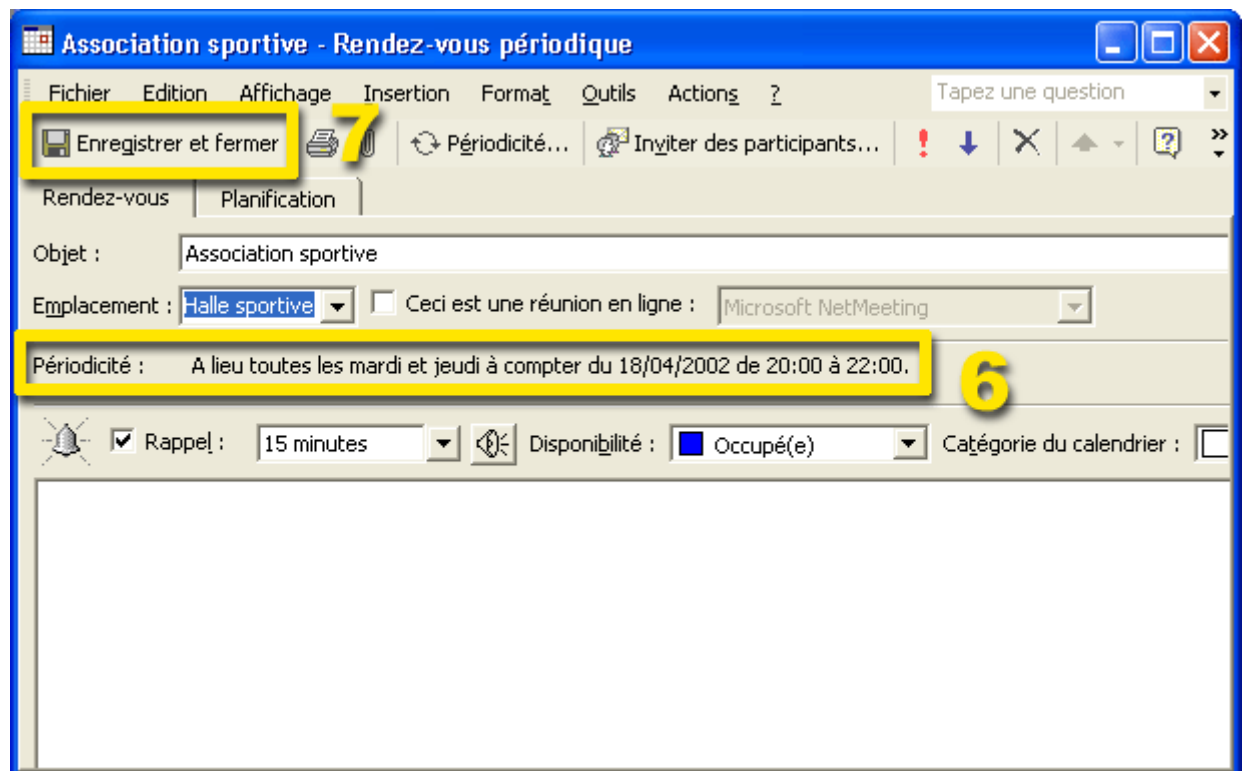 Association sportive - Rendez-vous périodique
Fichier Edition Affichage Insertion Format Outils Actions ? Tapez une question
Enregistrer et fermer 7 Périodicité... Inviter des participants... ! ? »
Rendez-vous Planification
Objet : Association sportive
Emplacement : Halle sportive Ceci est une réunion en ligne : Microsoft NetMeeting
Périodicité : A lieu toutes les mardi et jeudi à compter du 18/04/2002 de 20:00 à 22:00. 6
Rappel : 15 minutes Disponibilité : Occupé(e) Catégorie du calendrier :